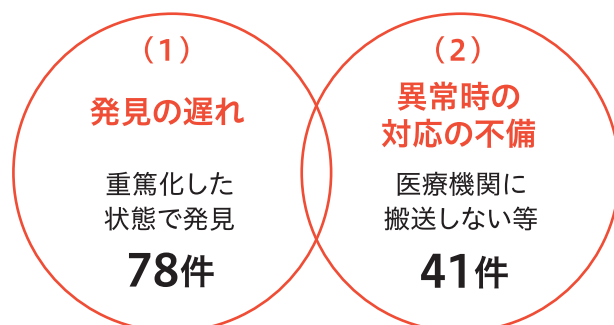 （1）
発見の遅れ
重篤化した
状態で発見
78件
（2）
異常時の
対応の不備
医療機関に
搬送しない等
41件